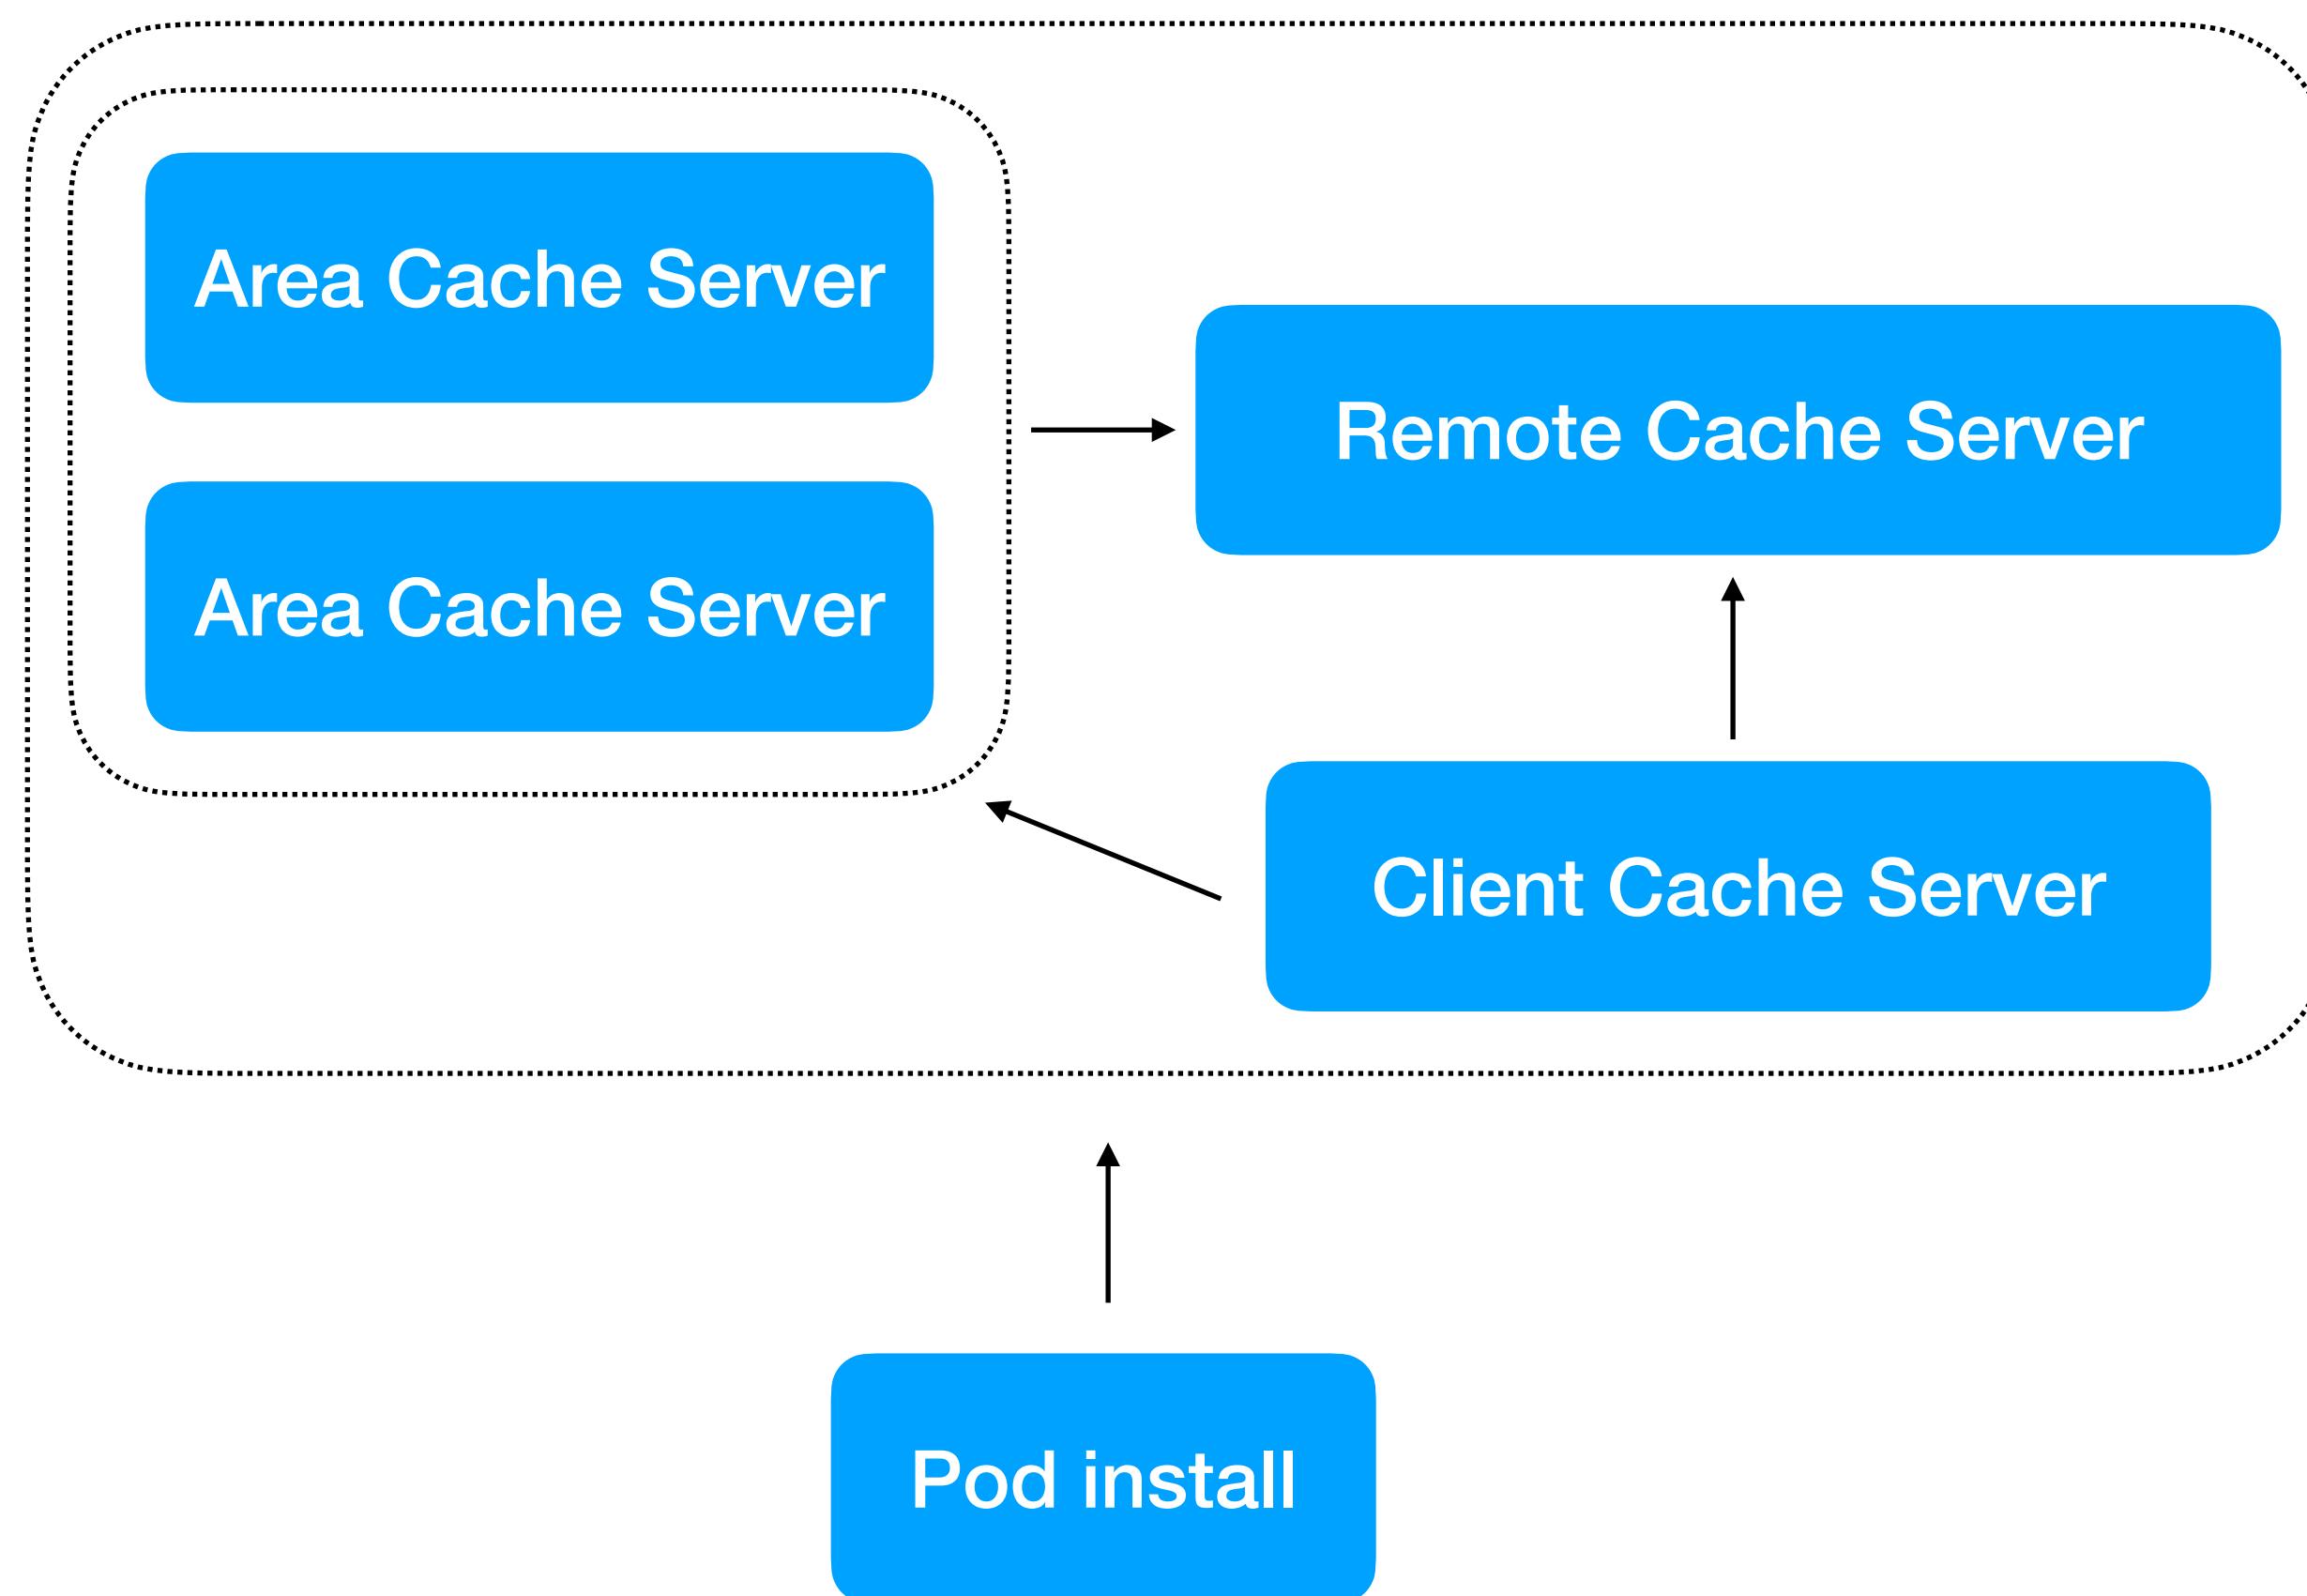 Area Cache Server
Remote Cache Server
Area Cache Server
Client Cache Server
Pod install